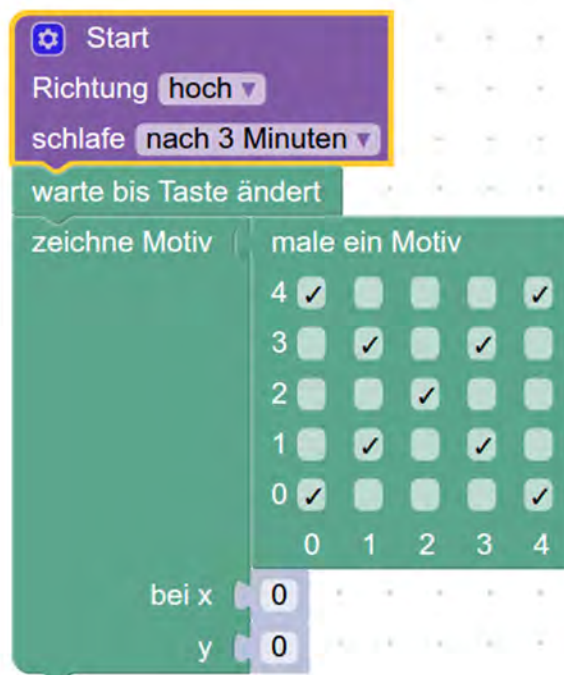 Start
Richtung hoch
schlafe nach 3 Minuten
warte bis Taste ändert
zeichne Motiv male ein Motiv
4
3
2
1
0
0 1 2 3 4
bei x 0
y 0